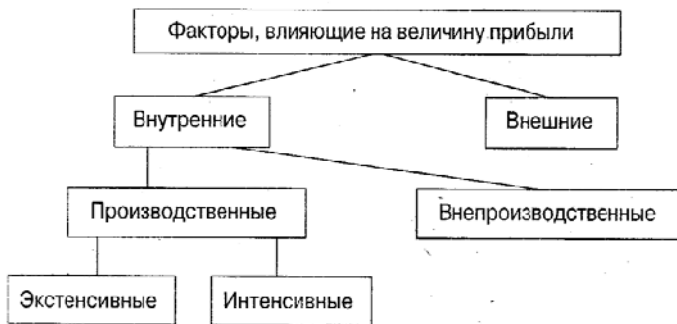 Факторы, влияющие на величину прибыли
Внутренние
Внешние
Производственные
Внепроизводственные
Экстенсивные
Интенсивные